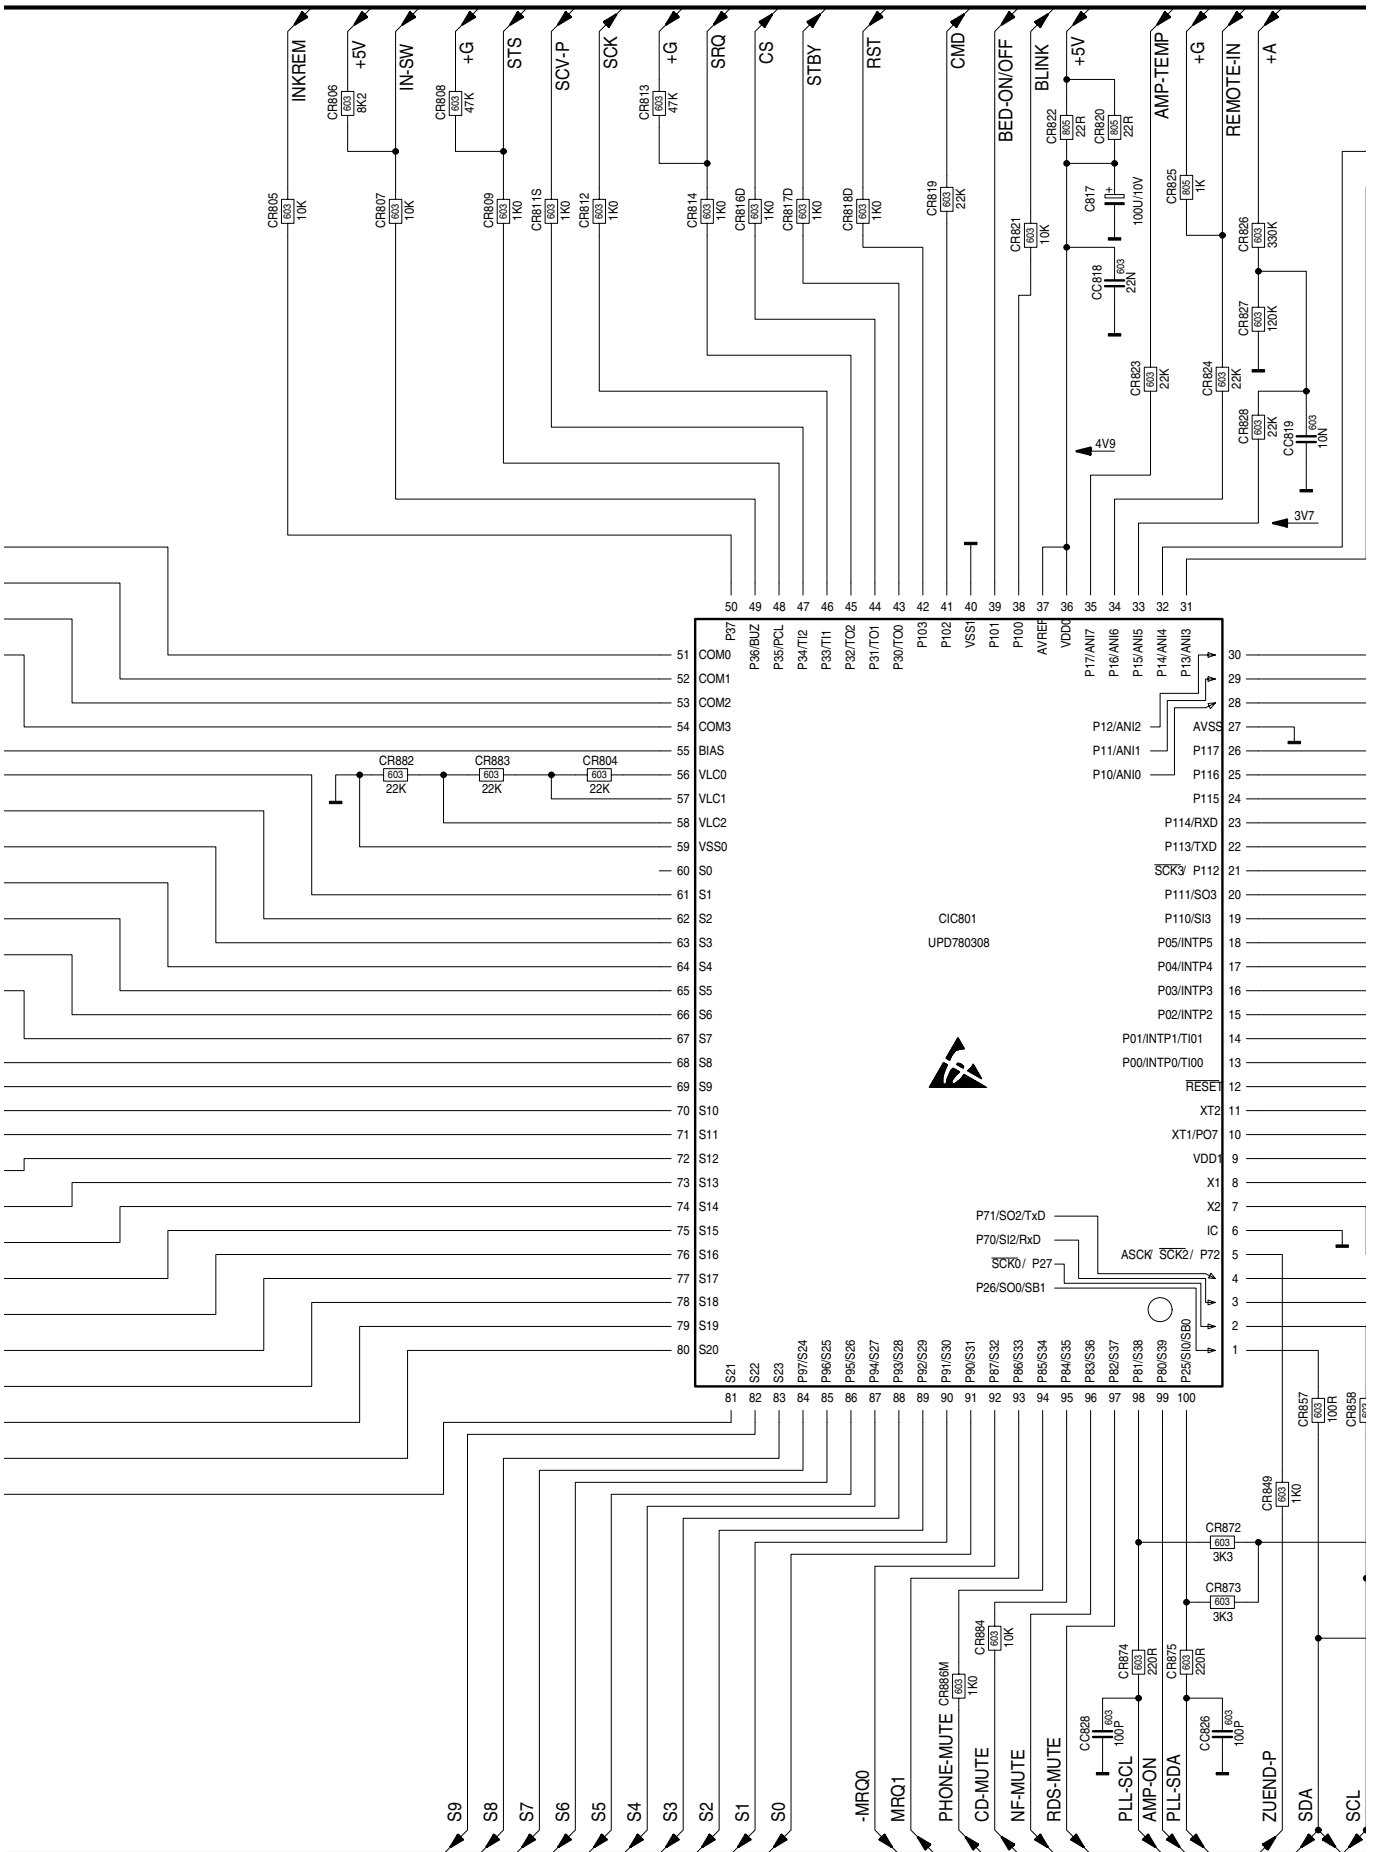 INKREM
+5V
IN-SW
+G
STS
SCV-P
SCK
+G
SRQ
CS
STBY
RST
CMD
BED-ON/OFF
BLINK
+5V
AMP-TEMP
+G
REMOTE-IN
+A
CR806
603
8K2
CR808
603
47K
CR813
603
47K
CR822
805
22R
CR820
805
22R
CR805
603
10K
CR807
603
10K
CR809
603
1K0
CR811S
603
1K0
CR812
603
1K0
CR814
603
1K0
CR816D
603
1K0
CR817D
603
1K0
CR818D
603
1K0
CR819
603
22K
CR821
603
10K
C817
+
100U/10V
CR825
805
1K
CR826
603
330K
CC818
603
22N
CR827
603
120K
CR823
603
22K
CR824
603
22K
CR828
603
22K
CC819
603
10N
4V9
3V7
50 49 48 47 46 45 44 43 42 41 40 39 38 37 36 35 34 33 32 31
P37
P36/BUZ
P35/PCL
P34/TI2
P33/TI1
P32/TO2
P31/TO1
P30/TO0
P103
P102
VSS1
P101
P100
AVREF
VDD0
P17/ANI7
P16/ANI6
P15/ANI5
P14/ANI4
P13/ANI3
51 COM0
52 COM1
53 COM2
54 COM3
55 BIAS
56 VLC0
57 VLC1
58 VLC2
59 VSS0
60 S0
61 S1
62 S2
63 S3
64 S4
65 S5
66 S6
67 S7
68 S8
69 S9
70 S10
71 S11
72 S12
73 S13
74 S14
75 S15
76 S16
77 S17
78 S18
79 S19
80 S20
CR882
603
22K
CR883
603
22K
CR804
603
22K
CIC801
UPD780308
30
29
28
P12/ANI2
P11/ANI1
P10/ANI0
AVSS 27
P117 26
P116 25
P115 24
P114/RXD 23
P113/TXD 22
SCK3/ P112 21
P111/SO3 20
P110/SI3 19
P05/INTP5 18
P04/INTP4 17
P03/INTP3 16
P02/INTP2 15
P01/INTP1/TI01 14
P00/INTP0/TI00 13
RESET 12
XT2 11
XT1/PO7 10
VDD1 9
X1 8
X2 7
IC 6
ASCK/ SCK2/ P72 5
4
3
2
1
P71/SO2/TxD
P70/SI2/RxD
SCK0/ P27
P26/SO0/SB1
S21
S22
S23
P97/S24
P96/S25
P95/S26
P94/S27
P93/S28
P92/S29
P91/S30
P90/S31
P87/S32
P86/S33
P85/S34
P84/S35
P83/S36
P82/S37
P81/S38
P80/S39
P25/SI0/SB0
81 82 83 84 85 86 87 88 89 90 91 92 93 94 95 96 97 98 99 100
CR857
603
100R
CR858
CR849
603
1K0
CR872
603
3K3
CR873
603
3K3
CR884
603
10K
CR886M
603
1K0
CR874
603
220R
CR875
603
220R
CC828
603
100P
CC826
603
100P
S9
S8
S7
S6
S5
S4
S3
S2
S1
S0
-MRQ0
MRQ1
PHONE-MUTE
CD-MUTE
NF-MUTE
RDS-MUTE
PLL-SCL
AMP-ON
PLL-SDA
ZUEND-P
SDA
SCL